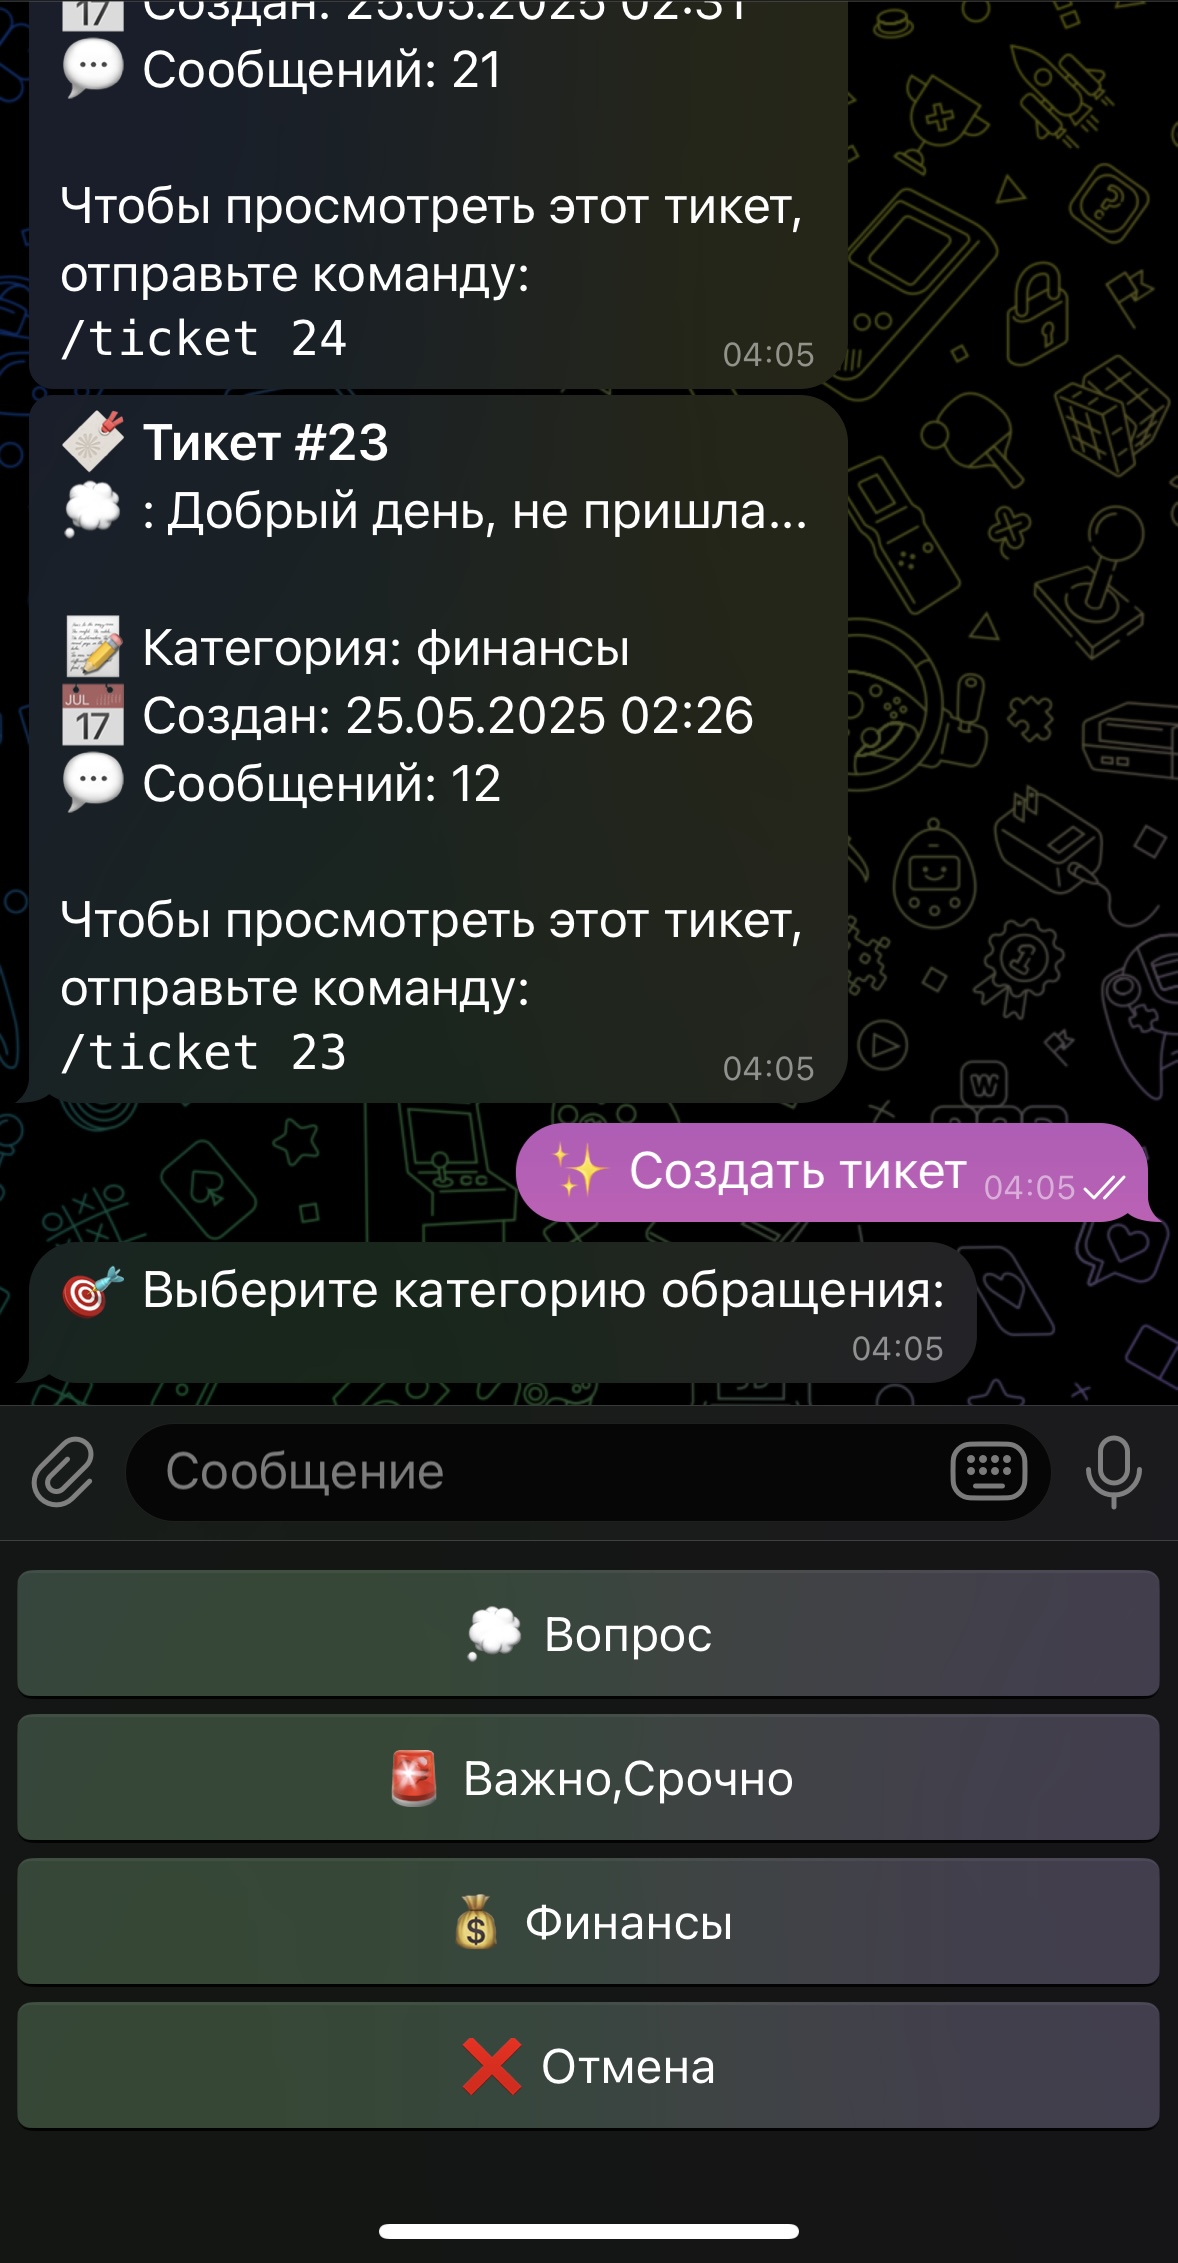 Создан: 25.05.2025 02:31
Сообщений: 21
Чтобы просмотреть этот тикет,
отправьте команду:
/ticket 24
04:05
Тикет #23
: Добрый день, не пришла...
Категория: финансы
JUL
17
Создан: 25.05.2025 02:26
Сообщений: 12
Чтобы просмотреть этот тикет,
отправьте команду:
/ticket 23
04:05
✨ Создать тикет 04:05
Выберите категорию обращения:
04:05
Сообщение
Вопрос
Важно,Срочно
Финансы
Отмена